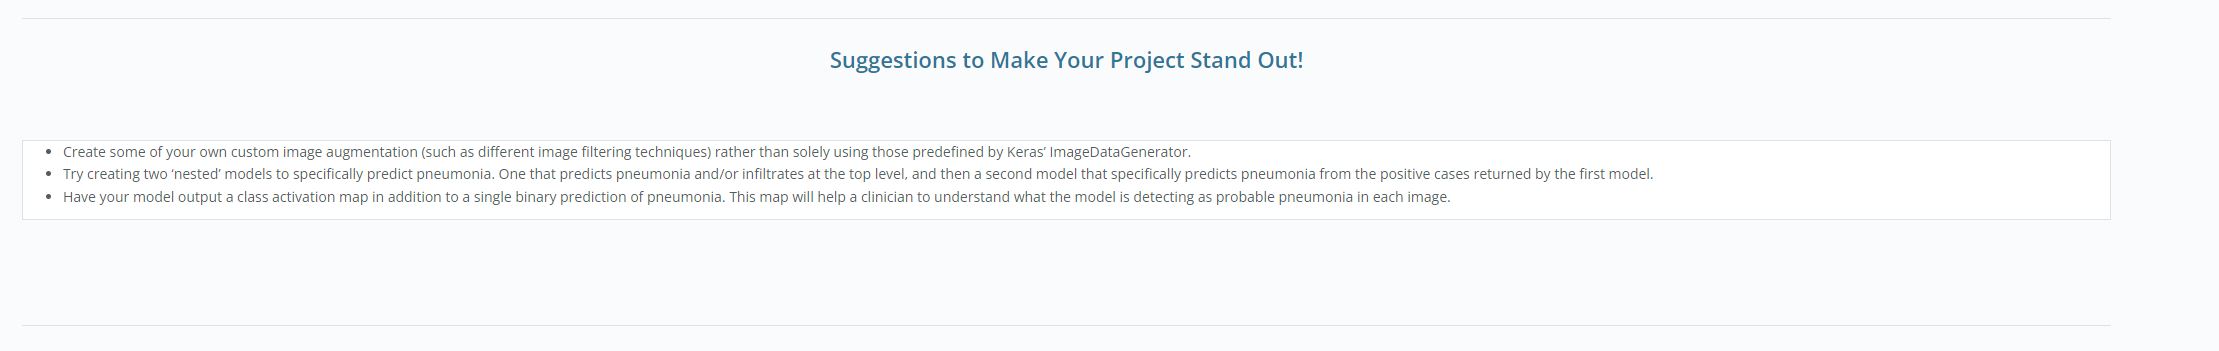 Suggestions to Make Your Project Stand Out!
• Create some of your own custom image augmentation (such as different image filtering techniques) rather than solely using those predefined by Keras’ ImageDataGenerator.
• Try creating two ‘nested’ models to specifically predict pneumonia. One that predicts pneumonia and/or infiltrates at the top level, and then a second model that specifically predicts pneumonia from the positive cases returned by the first model.
• Have your model output a class activation map in addition to a single binary prediction of pneumonia. This map will help a clinician to understand what the model is detecting as probable pneumonia in each image.